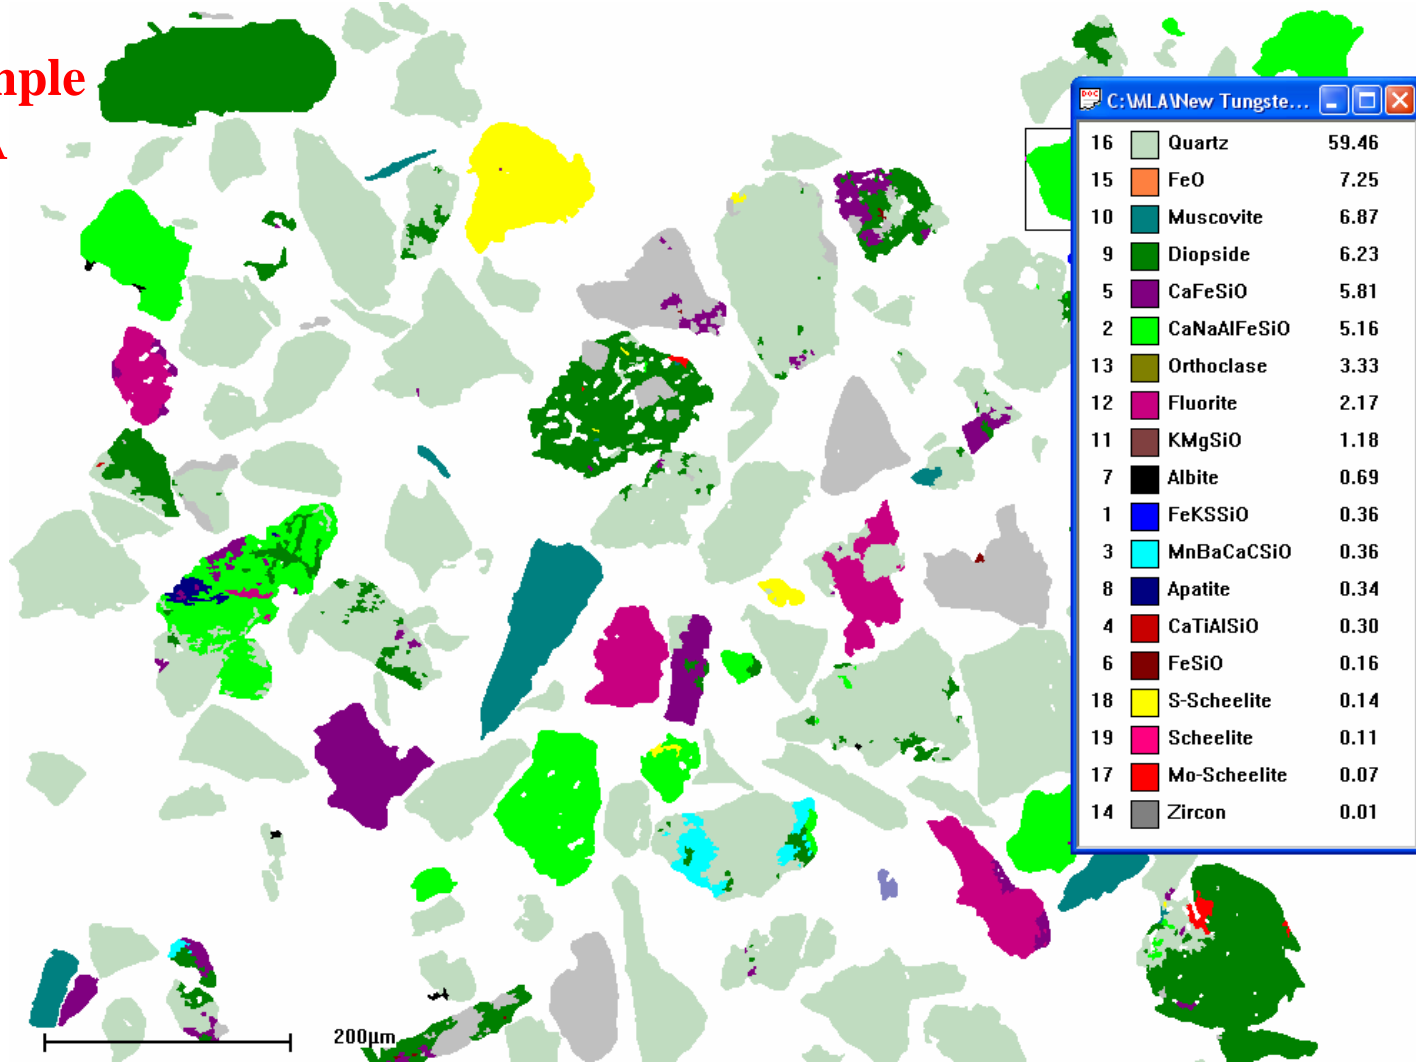 C:\MLA\New Tungste...
16 Quartz 59.46
15 FeO 7.25
10 Muscovite 6.87
9 Diopside 6.23
5 CaFeSiO 5.81
2 CaNaAlFeSiO 5.16
13 Orthoclase 3.33
12 Fluorite 2.17
11 KMgSiO 1.18
7 Albite 0.69
1 FeKSSiO 0.36
3 MnBaCaCSiO 0.36
8 Apatite 0.34
4 CaTiAlSiO 0.30
6 FeSiO 0.16
18 S-Scheelite 0.14
19 Scheelite 0.11
17 Mo-Scheelite 0.07
14 Zircon 0.01
200µm